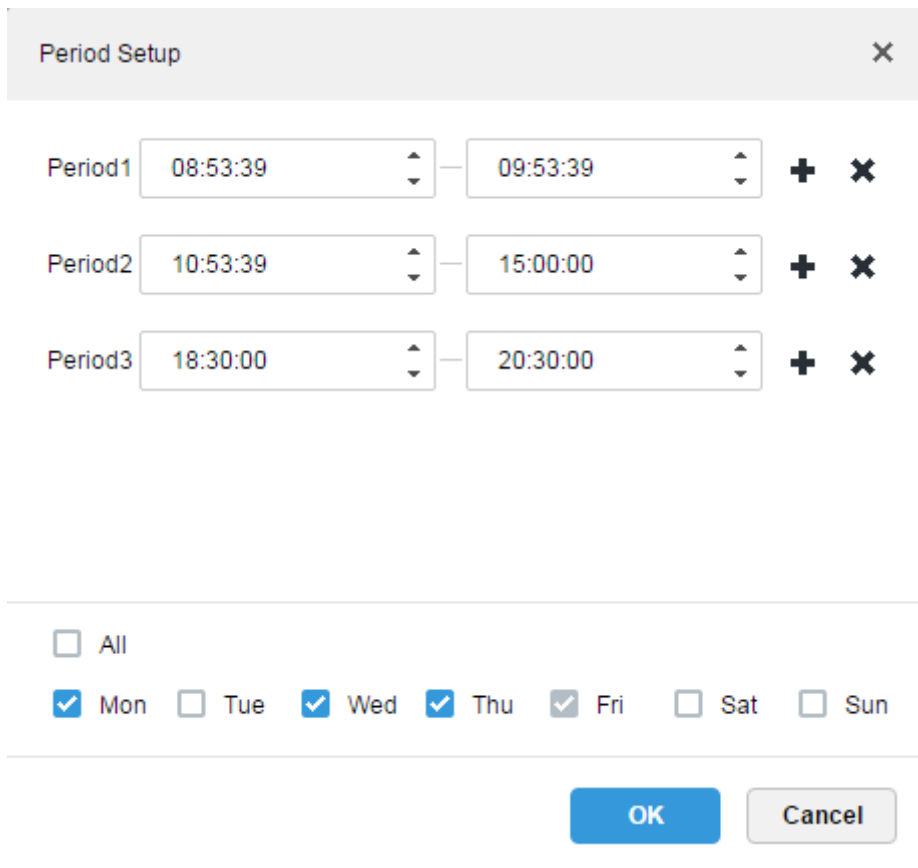 Period Setup
Period1 08:53:39 09:53:39
Period2 10:53:39 15:00:00
Period3 18:30:00 20:30:00
All
Mon Tue Wed Thu Fri Sat Sun
OK Cancel